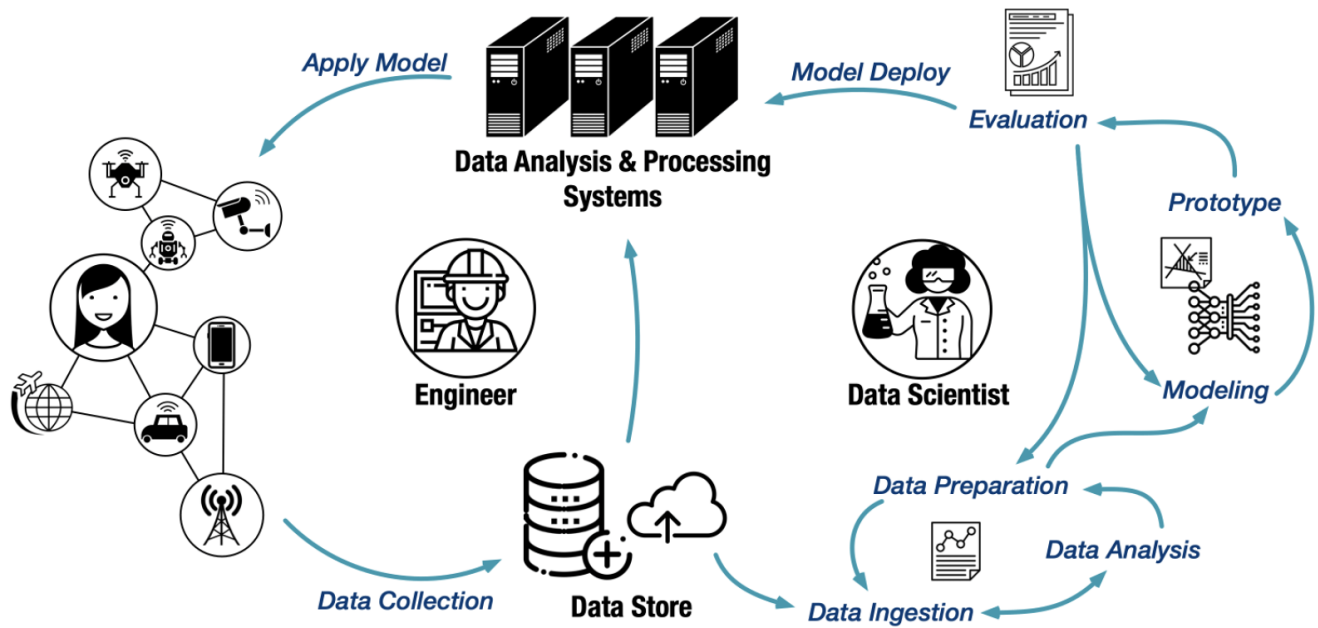 Apply Model
Data Analysis & Processing
Systems
Model Deploy
Evaluation
Prototype
Engineer
Data Scientist
Modeling
Data Preparation
Data Analysis
Data Collection
Data Store
Data Ingestion